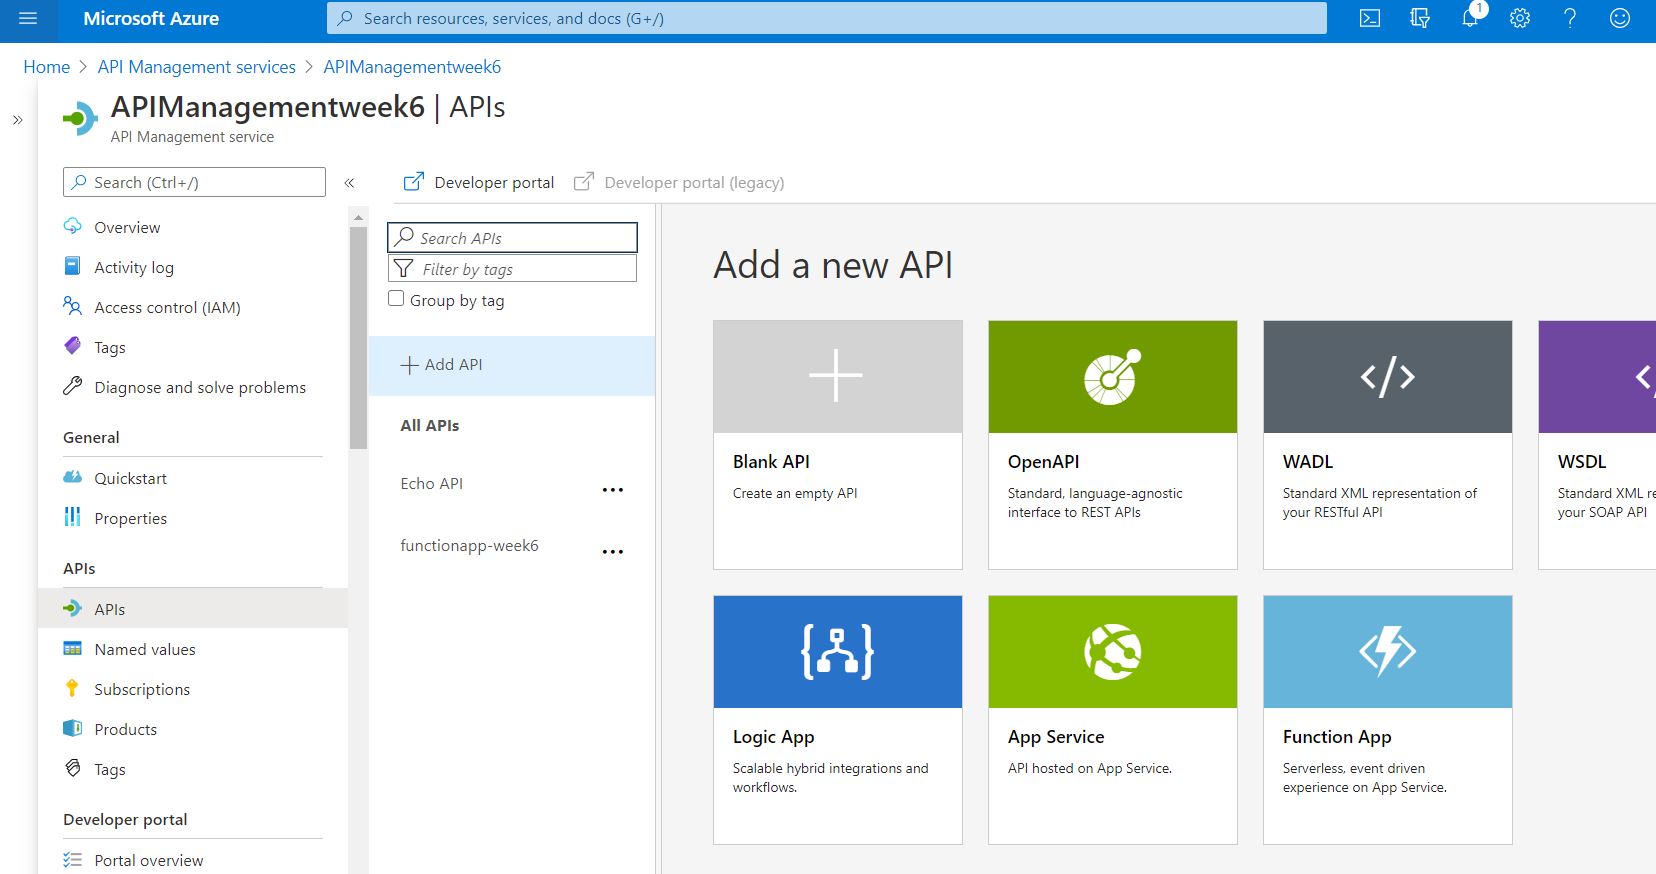 Microsoft Azure
Search resources, services, and docs (G+/)
1
Home > API Management services > APIManagementweek6
»
APIManagementweek6 | APIs
API Management service
Search (Ctrl+/)
«
Overview
Activity log
Access control (IAM)
Tags
Diagnose and solve problems
General
Quickstart
Properties
APIs
APIs
Named values
Subscriptions
Products
Tags
Developer portal
Portal overview
Developer portal
Developer portal (legacy)
Search APIs
Filter by tags
Group by tag
+ Add API
All APIs
Echo API
...
functionapp-week6
...
Add a new API
Blank API
Create an empty API
OpenAPI
Standard, language-agnostic
interface to REST APIs
WADL
Standard XML representation of
your RESTful API
WSDL
Standard XML re
your SOAP API
Logic App
Scalable hybrid integrations and
workflows.
App Service
API hosted on App Service.
Function App
Serverless, event driven
experience on App Service.